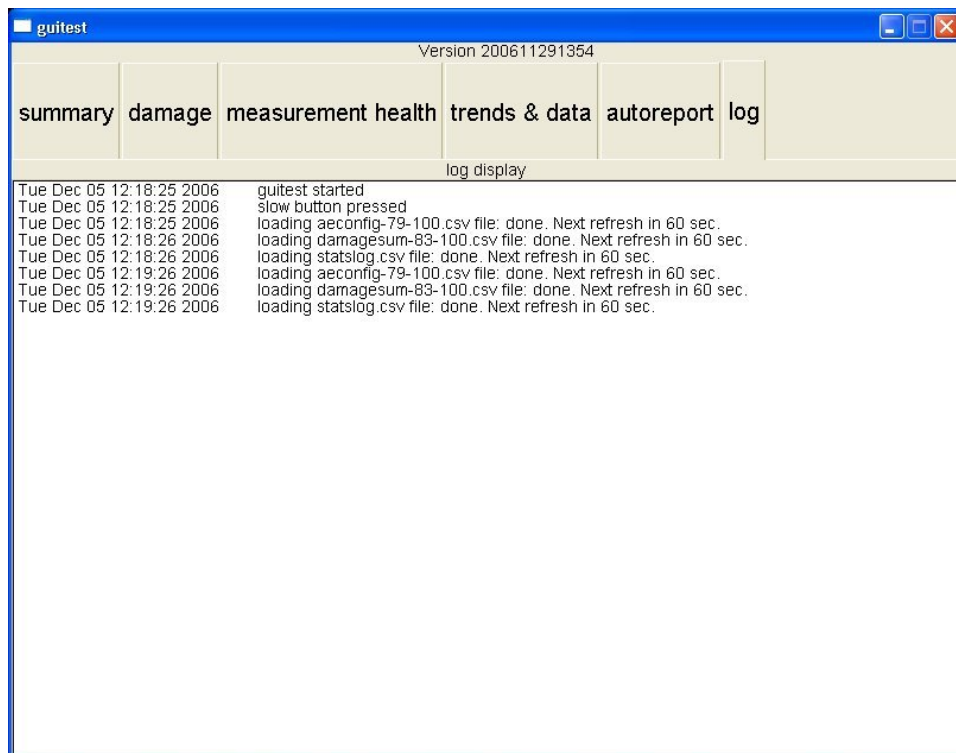 guitest
Version 200611291354
summary damage measurement health trends & data autoreport log
log display
Tue Dec 05 12:18:25 2006 guitest started
Tue Dec 05 12:18:25 2006 slow button pressed
Tue Dec 05 12:18:25 2006 loading aeconfig-79-100.csv file: done. Next refresh in 60 sec.
Tue Dec 05 12:18:26 2006 loading damagesum-83-100.csv file: done. Next refresh in 60 sec.
Tue Dec 05 12:18:26 2006 loading statslog.csv file: done. Next refresh in 60 sec.
Tue Dec 05 12:19:26 2006 loading aeconfig-79-100.csv file: done. Next refresh in 60 sec.
Tue Dec 05 12:19:26 2006 loading damagesum-83-100.csv file: done. Next refresh in 60 sec.
Tue Dec 05 12:19:26 2006 loading statslog.csv file: done. Next refresh in 60 sec.